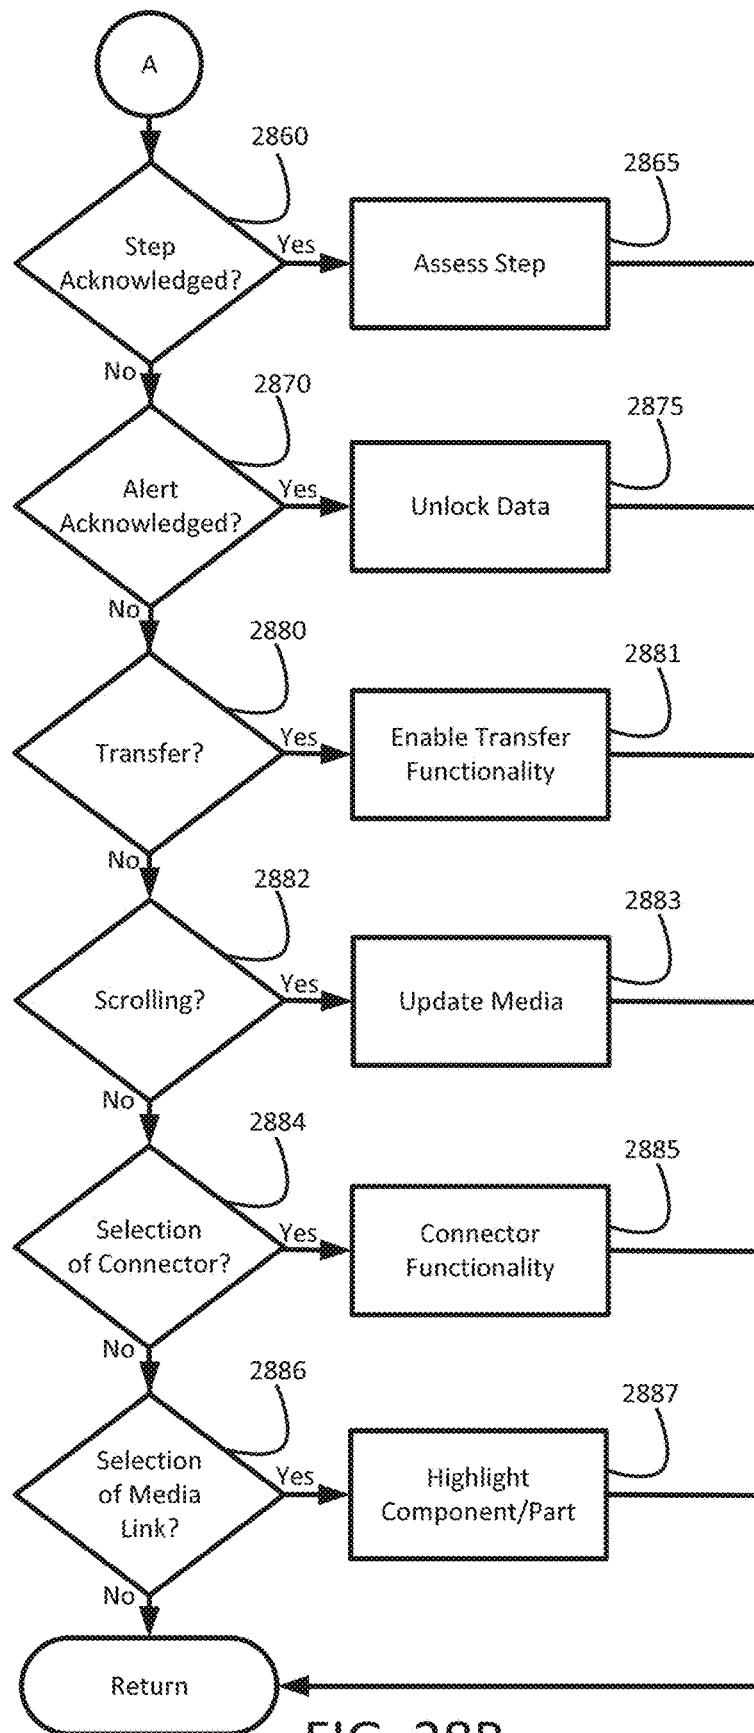 A
2860
2865
Step
Acknowledged?
Yes
Assess Step
No
2870
2875
Alert
Acknowledged?
Yes
Unlock Data
No
2880
2881
Transfer?
Yes
Enable Transfer
Functionality
No
2882
2883
Scrolling?
Yes
Update Media
No
2884
2885
Selection
of Connector?
Yes
Connector
Functionality
No
2886
2887
Selection
of Media
Link?
Yes
Highlight
Component/Part
No
Return
FIG. 28B